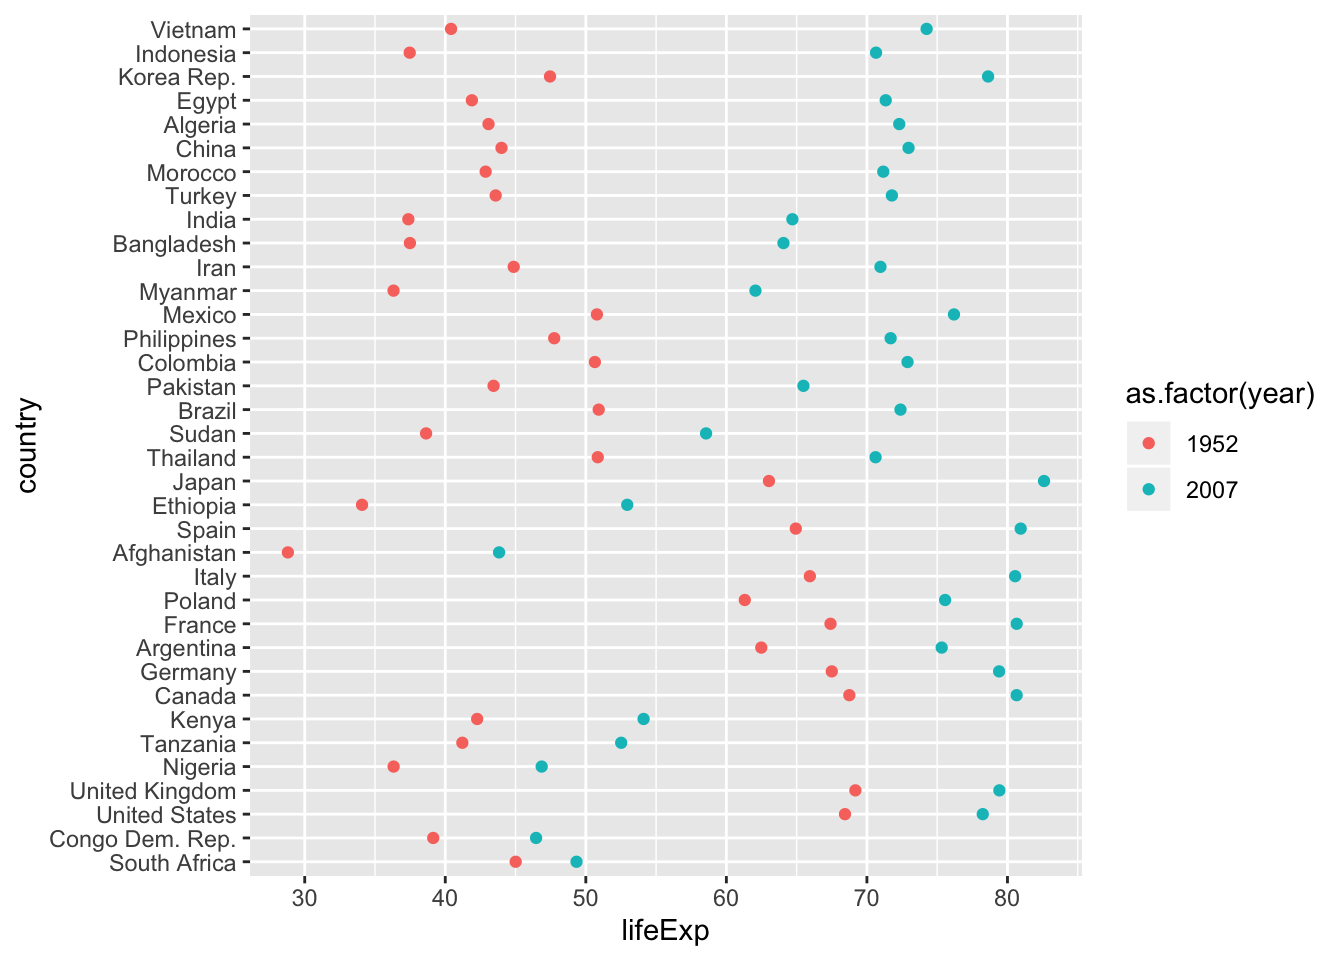 Vietnam
Indonesia
Korea Rep.
Egypt
Algeria
China
Morocco
Turkey
India
Bangladesh
Iran
Myanmar
Mexico
Philippines
Colombia
Pakistan
Brazil
Sudan
Thailand
Japan
Ethiopia
Spain
Afghanistan
Italy
Poland
France
Argentina
Germany
Canada
Kenya
Tanzania
Nigeria
United Kingdom
United States
Congo Dem. Rep.
South Africa
country
30 40 50 60 70 80
lifeExp
as.factor(year)
1952
2007